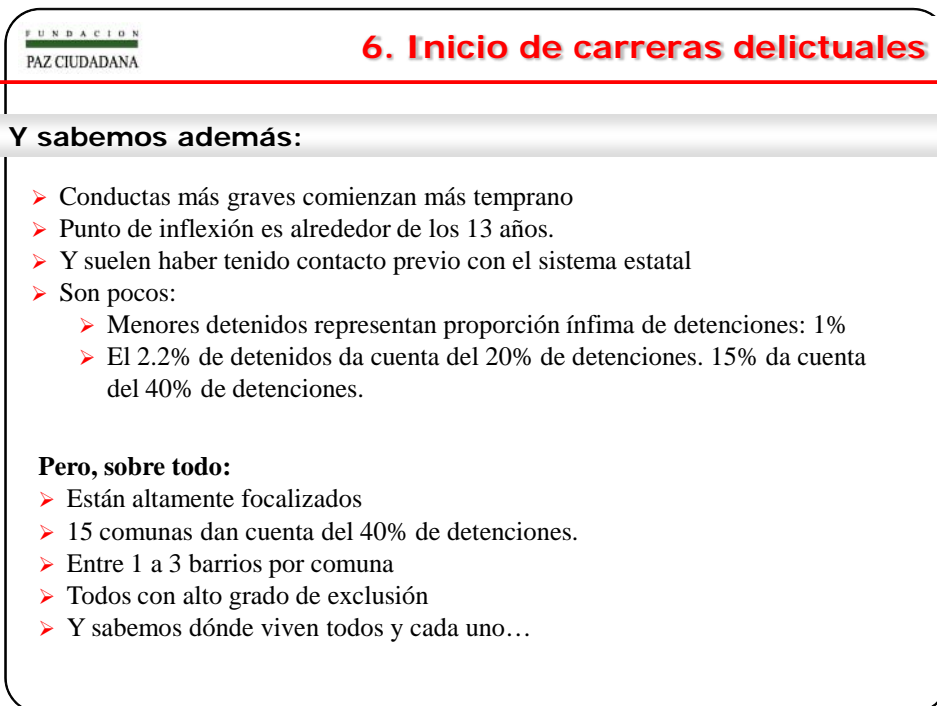 FUNDACION
PAZ CIUDADANA
6. Inicio de carreras delictuales
Y sabemos además:
Conductas más graves comienzan más temprano
Punto de inflexión es alrededor de los 13 años.
Y suelen haber tenido contacto previo con el sistema estatal
Son pocos:
Menores detenidos representan proporción ínfima de detenciones: 1%
El 2.2% de detenidos da cuenta del 20% de detenciones. 15% da cuenta
del 40% de detenciones.
Pero, sobre todo:
Están altamente focalizados
15 comunas dan cuenta del 40% de detenciones.
Entre 1 a 3 barrios por comuna
Todos con alto grado de exclusión
Y sabemos dónde viven todos y cada uno…